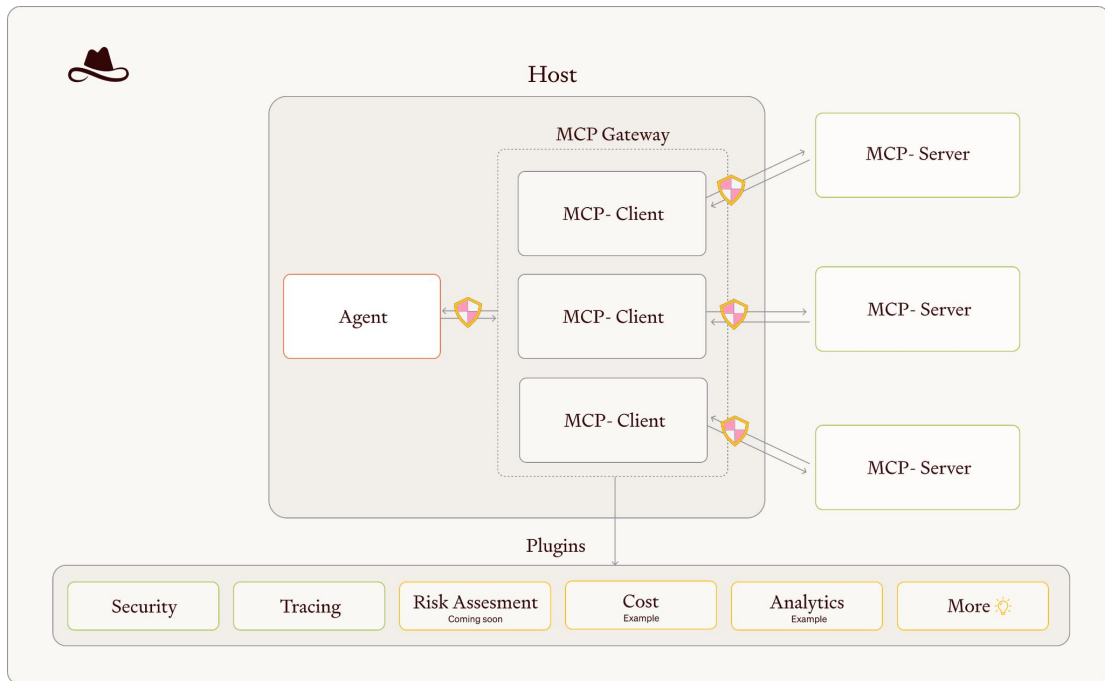 Host
MCP Gateway
MCP- Server
MCP- Client
Agent
MCP- Client
MCP- Server
MCP- Client
MCP- Server
Plugins
Security
Tracing
Risk Assesment
Coming soon
Cost
Example
Analytics
Example
More